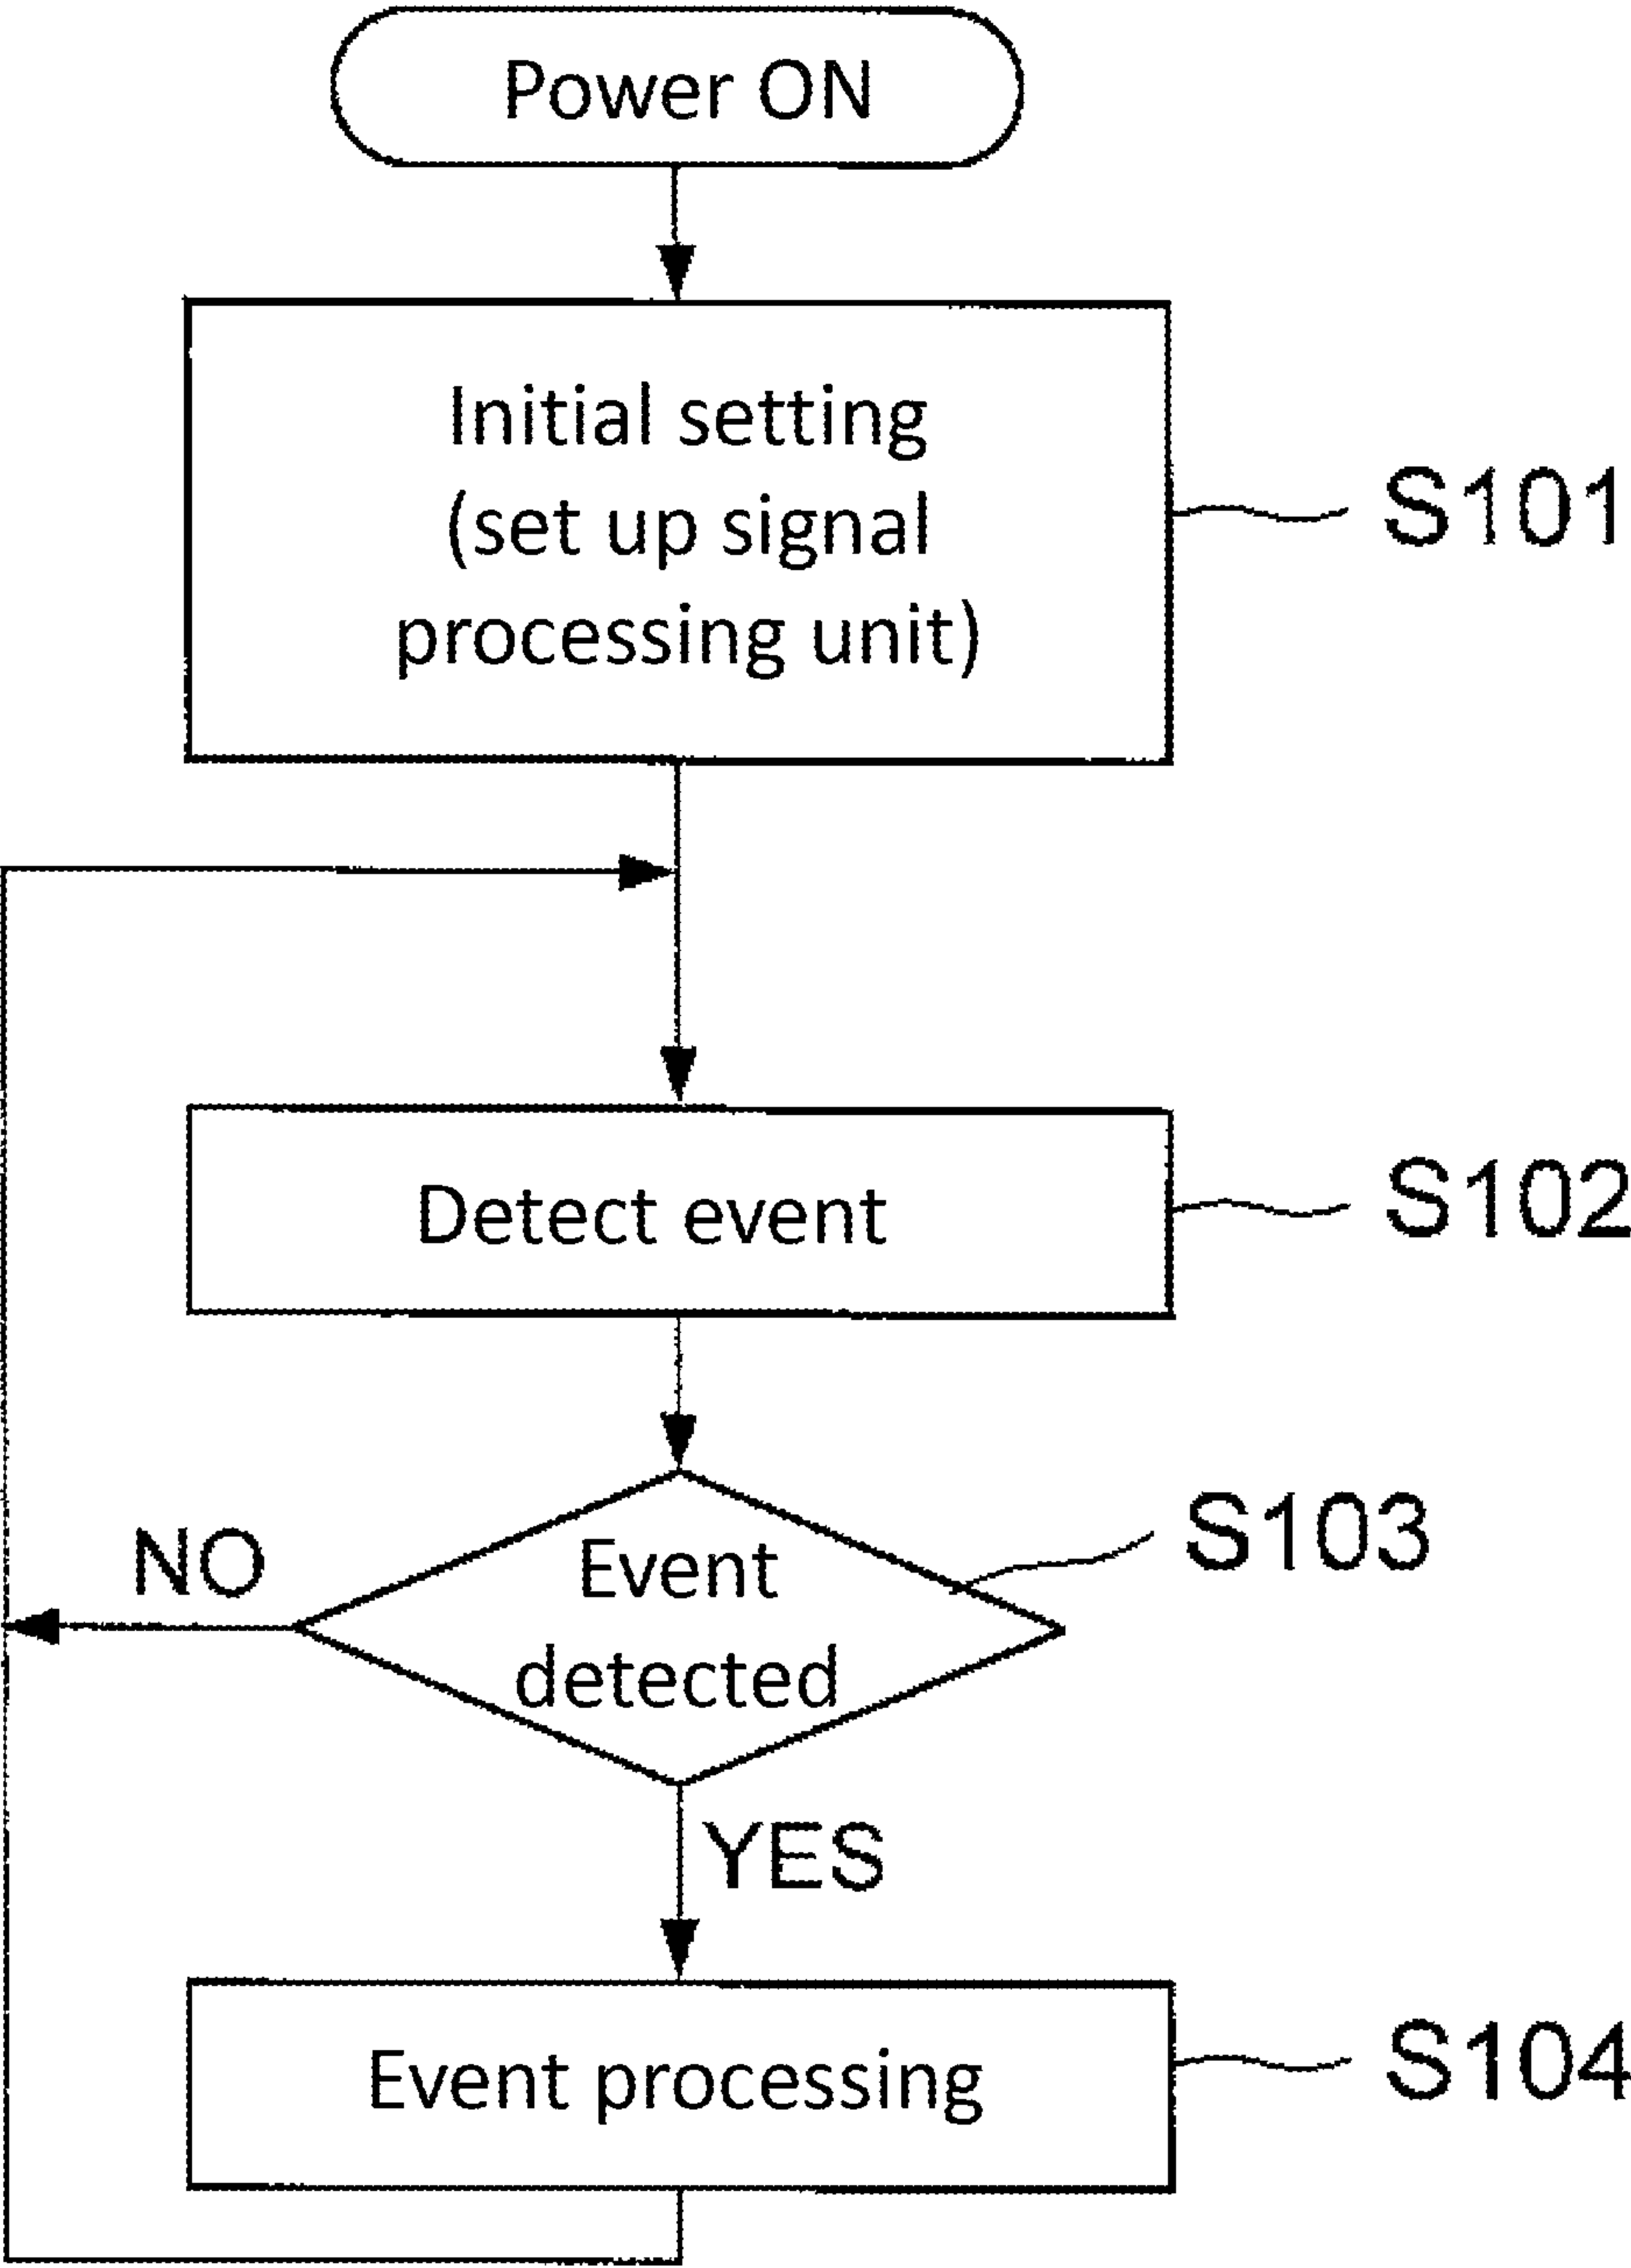 Power ON
Initial setting
(set up signal
processing unit)
S101
Detect event
S102
S103
NO
Event
detected
YES
Event processing
S104